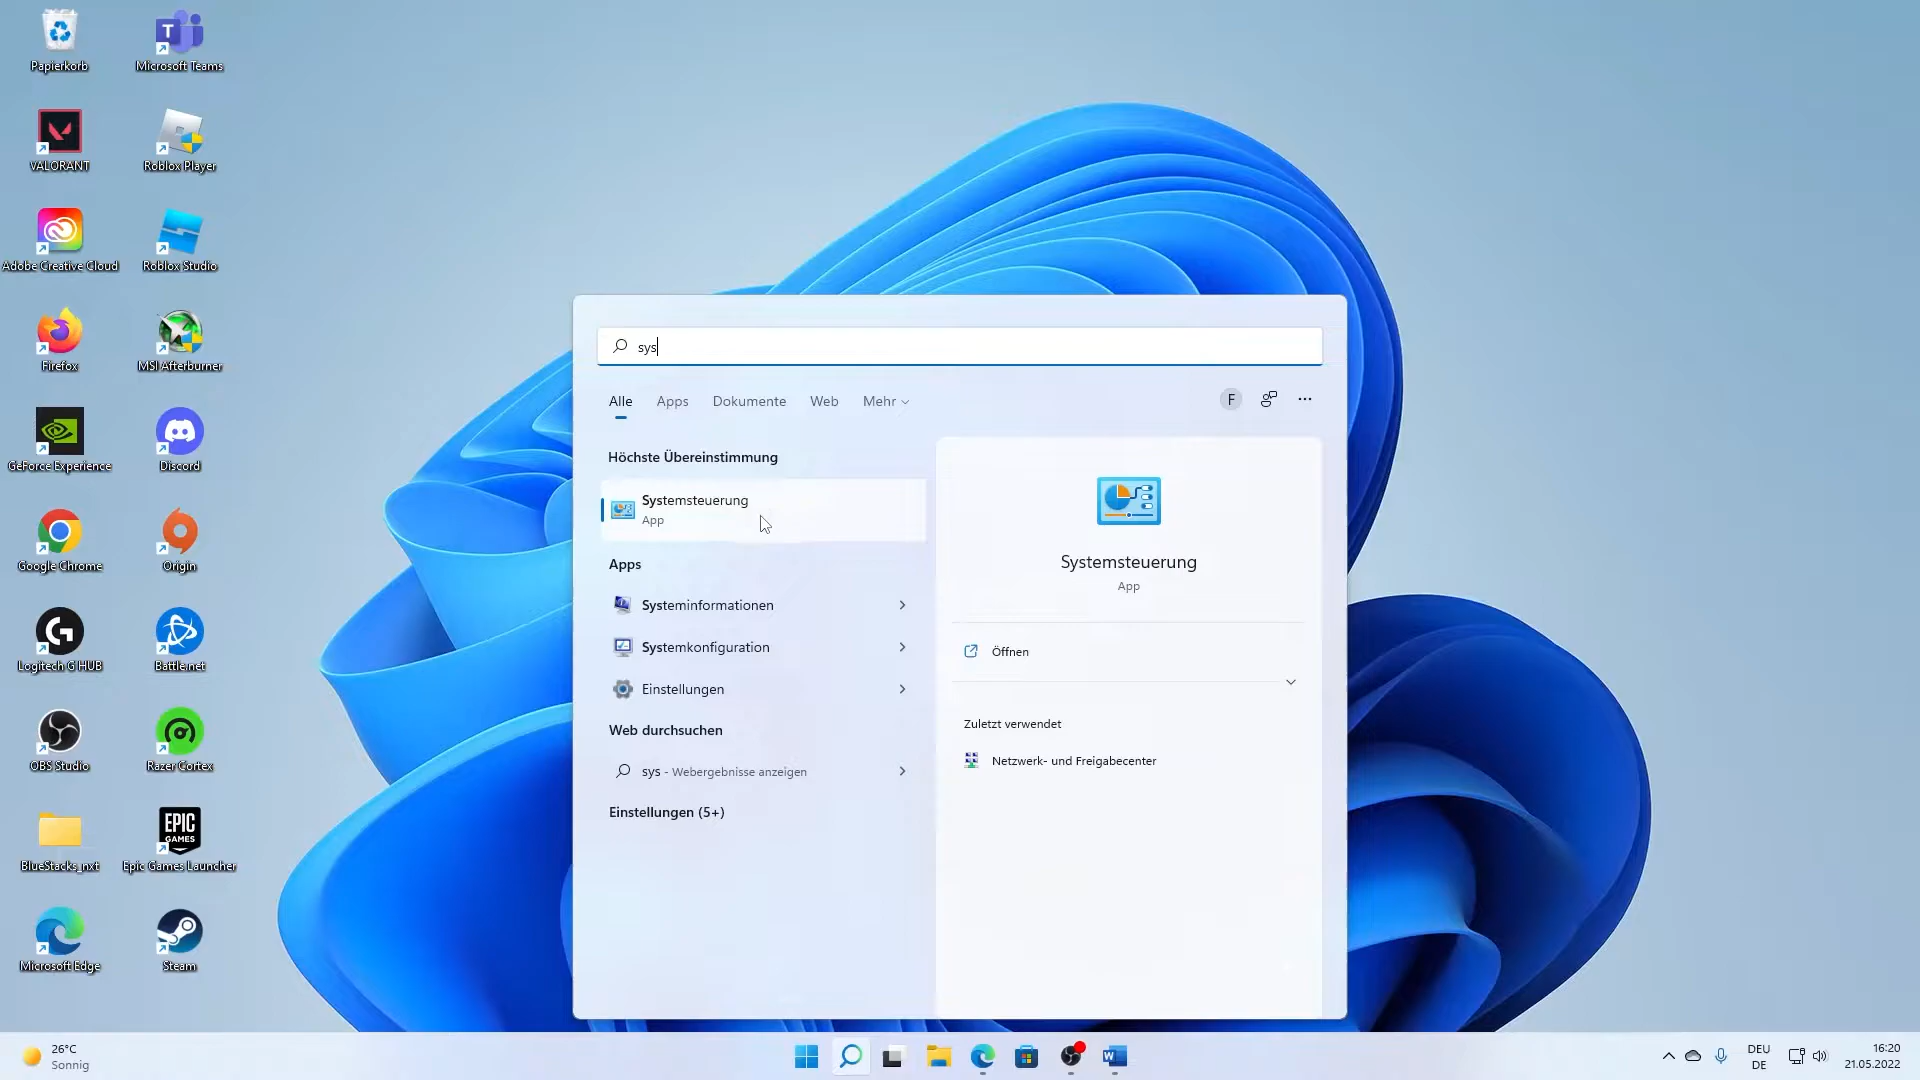 Papierkorb
Microsoft Teams
VALORANT
Roblox Player
Adobe Creative Cloud
Roblox Studio
Firefox
MSI Afterburner
GeForce Experience
Discord
Google Chrome
Origin
Logitech G HUB
Battle.net
OBS Studio
Razer Cortex
BlueStacks_nxt
EPIC GAMES
Epic Games Launcher
Microsoft Edge
Steam
sys
Alle Apps Dokumente Web Mehr
F
Höchste Übereinstimmung
Systemsteuerung
App
Apps
Systeminformationen
Systemkonfiguration
Einstellungen
Web durchsuchen
sys - Webergebnisse anzeigen
Einstellungen (5+)
Systemsteuerung
App
Öffnen
Zuletzt verwendet
Netzwerk- und Freigabecenter
26°C
Sonnig
DEU
DE
16:20
21.05.2022